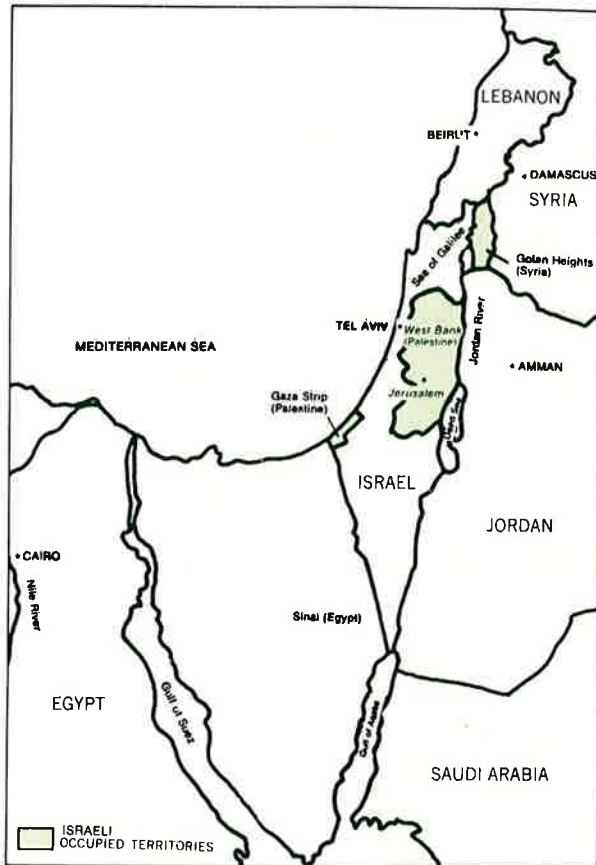 LEBANON
BEIRUT
DAMASCUS
SYRIA
Sea of Galilee
Golan Heights
(Syria)
TEL AVIV
West Bank
(Palestine)
Jordan River
MEDITERRANEAN SEA
AMMAN
Jerusalem
Gaza Strip
(Palestine)
Dead Sea
ISRAEL
JORDAN
CAIRO
Nile River
Sinai (Egypt)
EGYPT
Gulf of Suez
Gulf of Aqaba
SAUDI ARABIA
ISRAELI
OCCUPIED TERRITORIES